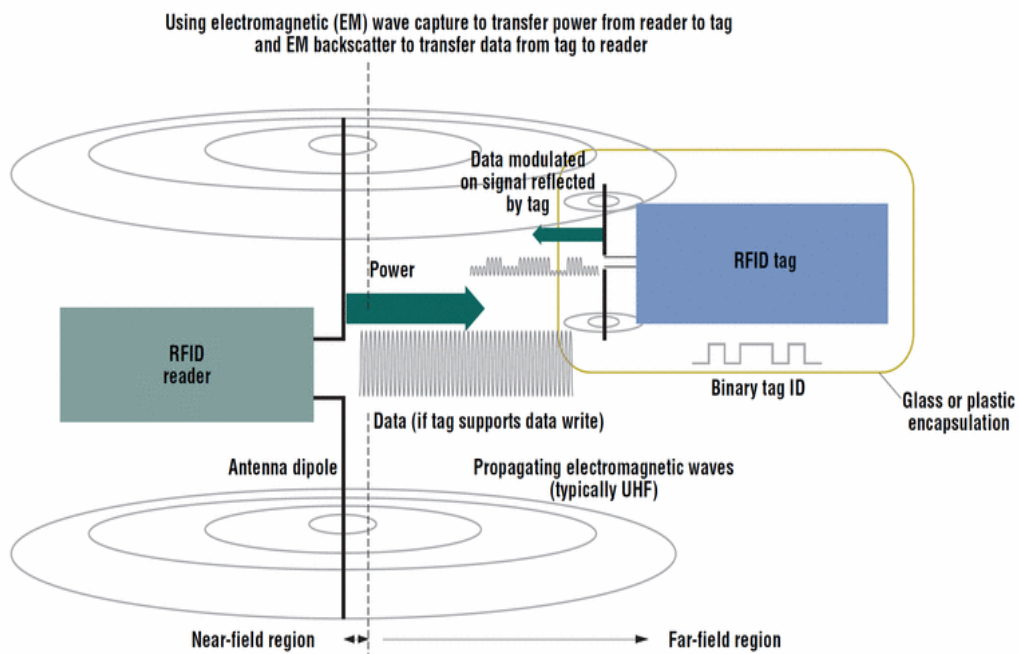 Using electromagnetic (EM) wave capture to transfer power from reader to tag
and EM backscatter to transfer data from tag to reader
Data modulated
on signal reflected
by tag
Power
RFID tag
RFID
reader
Binary tag ID
Glass or plastic
encapsulation
Data (if tag supports data write)
Antenna dipole
Propagating electromagnetic waves
(typically UHF)
Near-field region
Far-field region